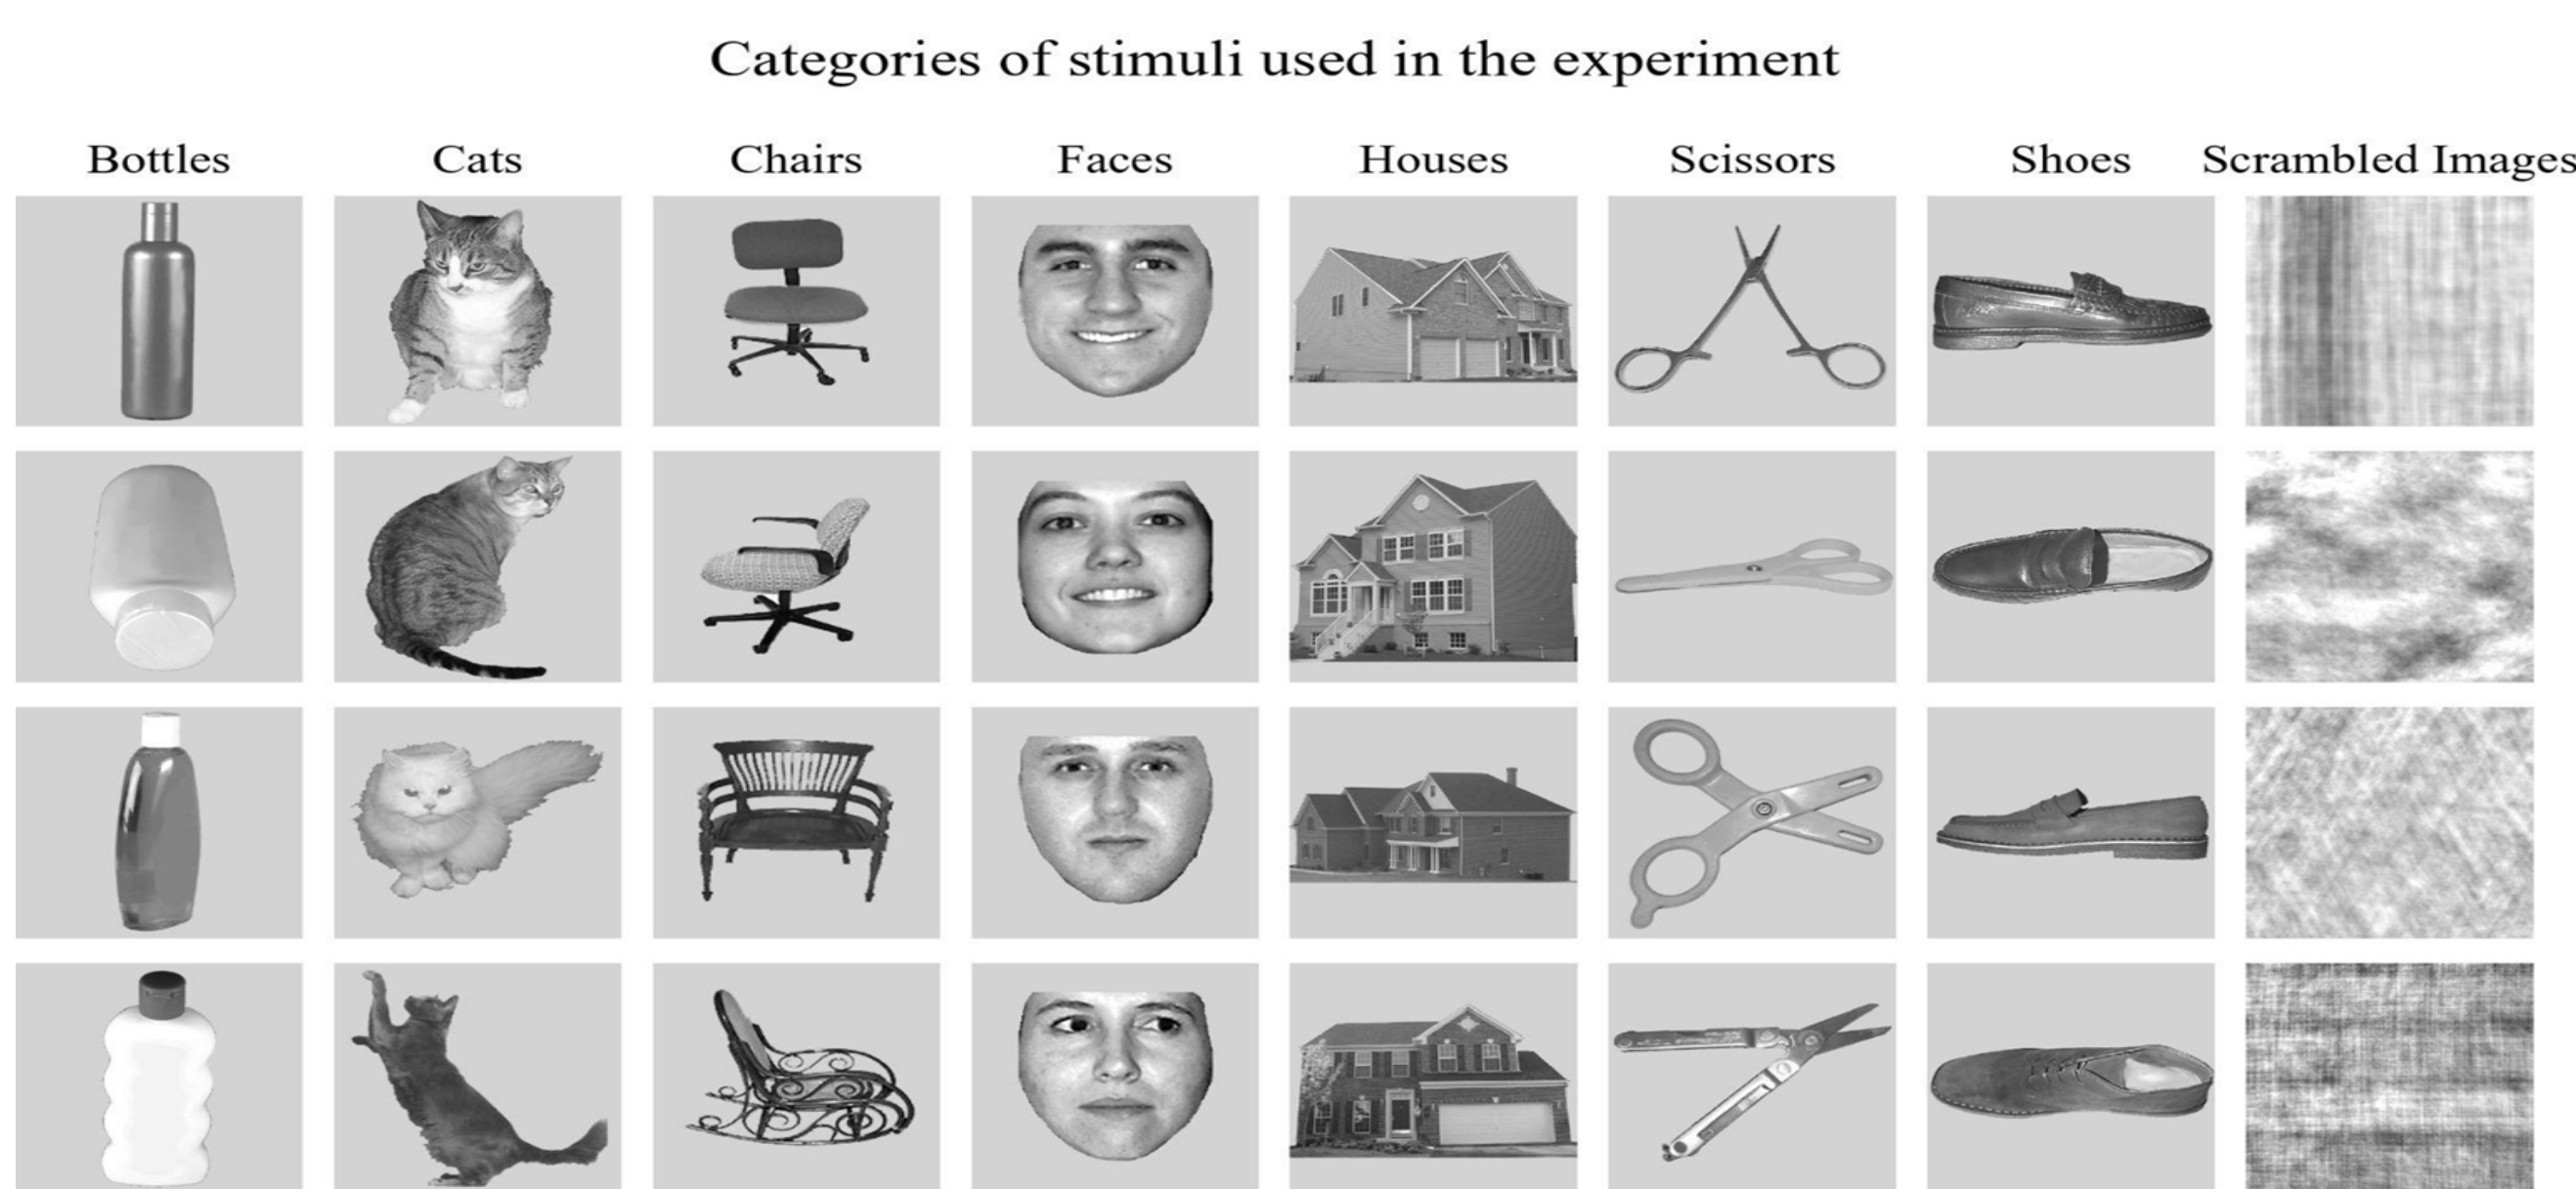 Categories of stimuli used in the experiment
Bottles Cats Chairs Faces Houses Scissors Shoes Scrambled Images